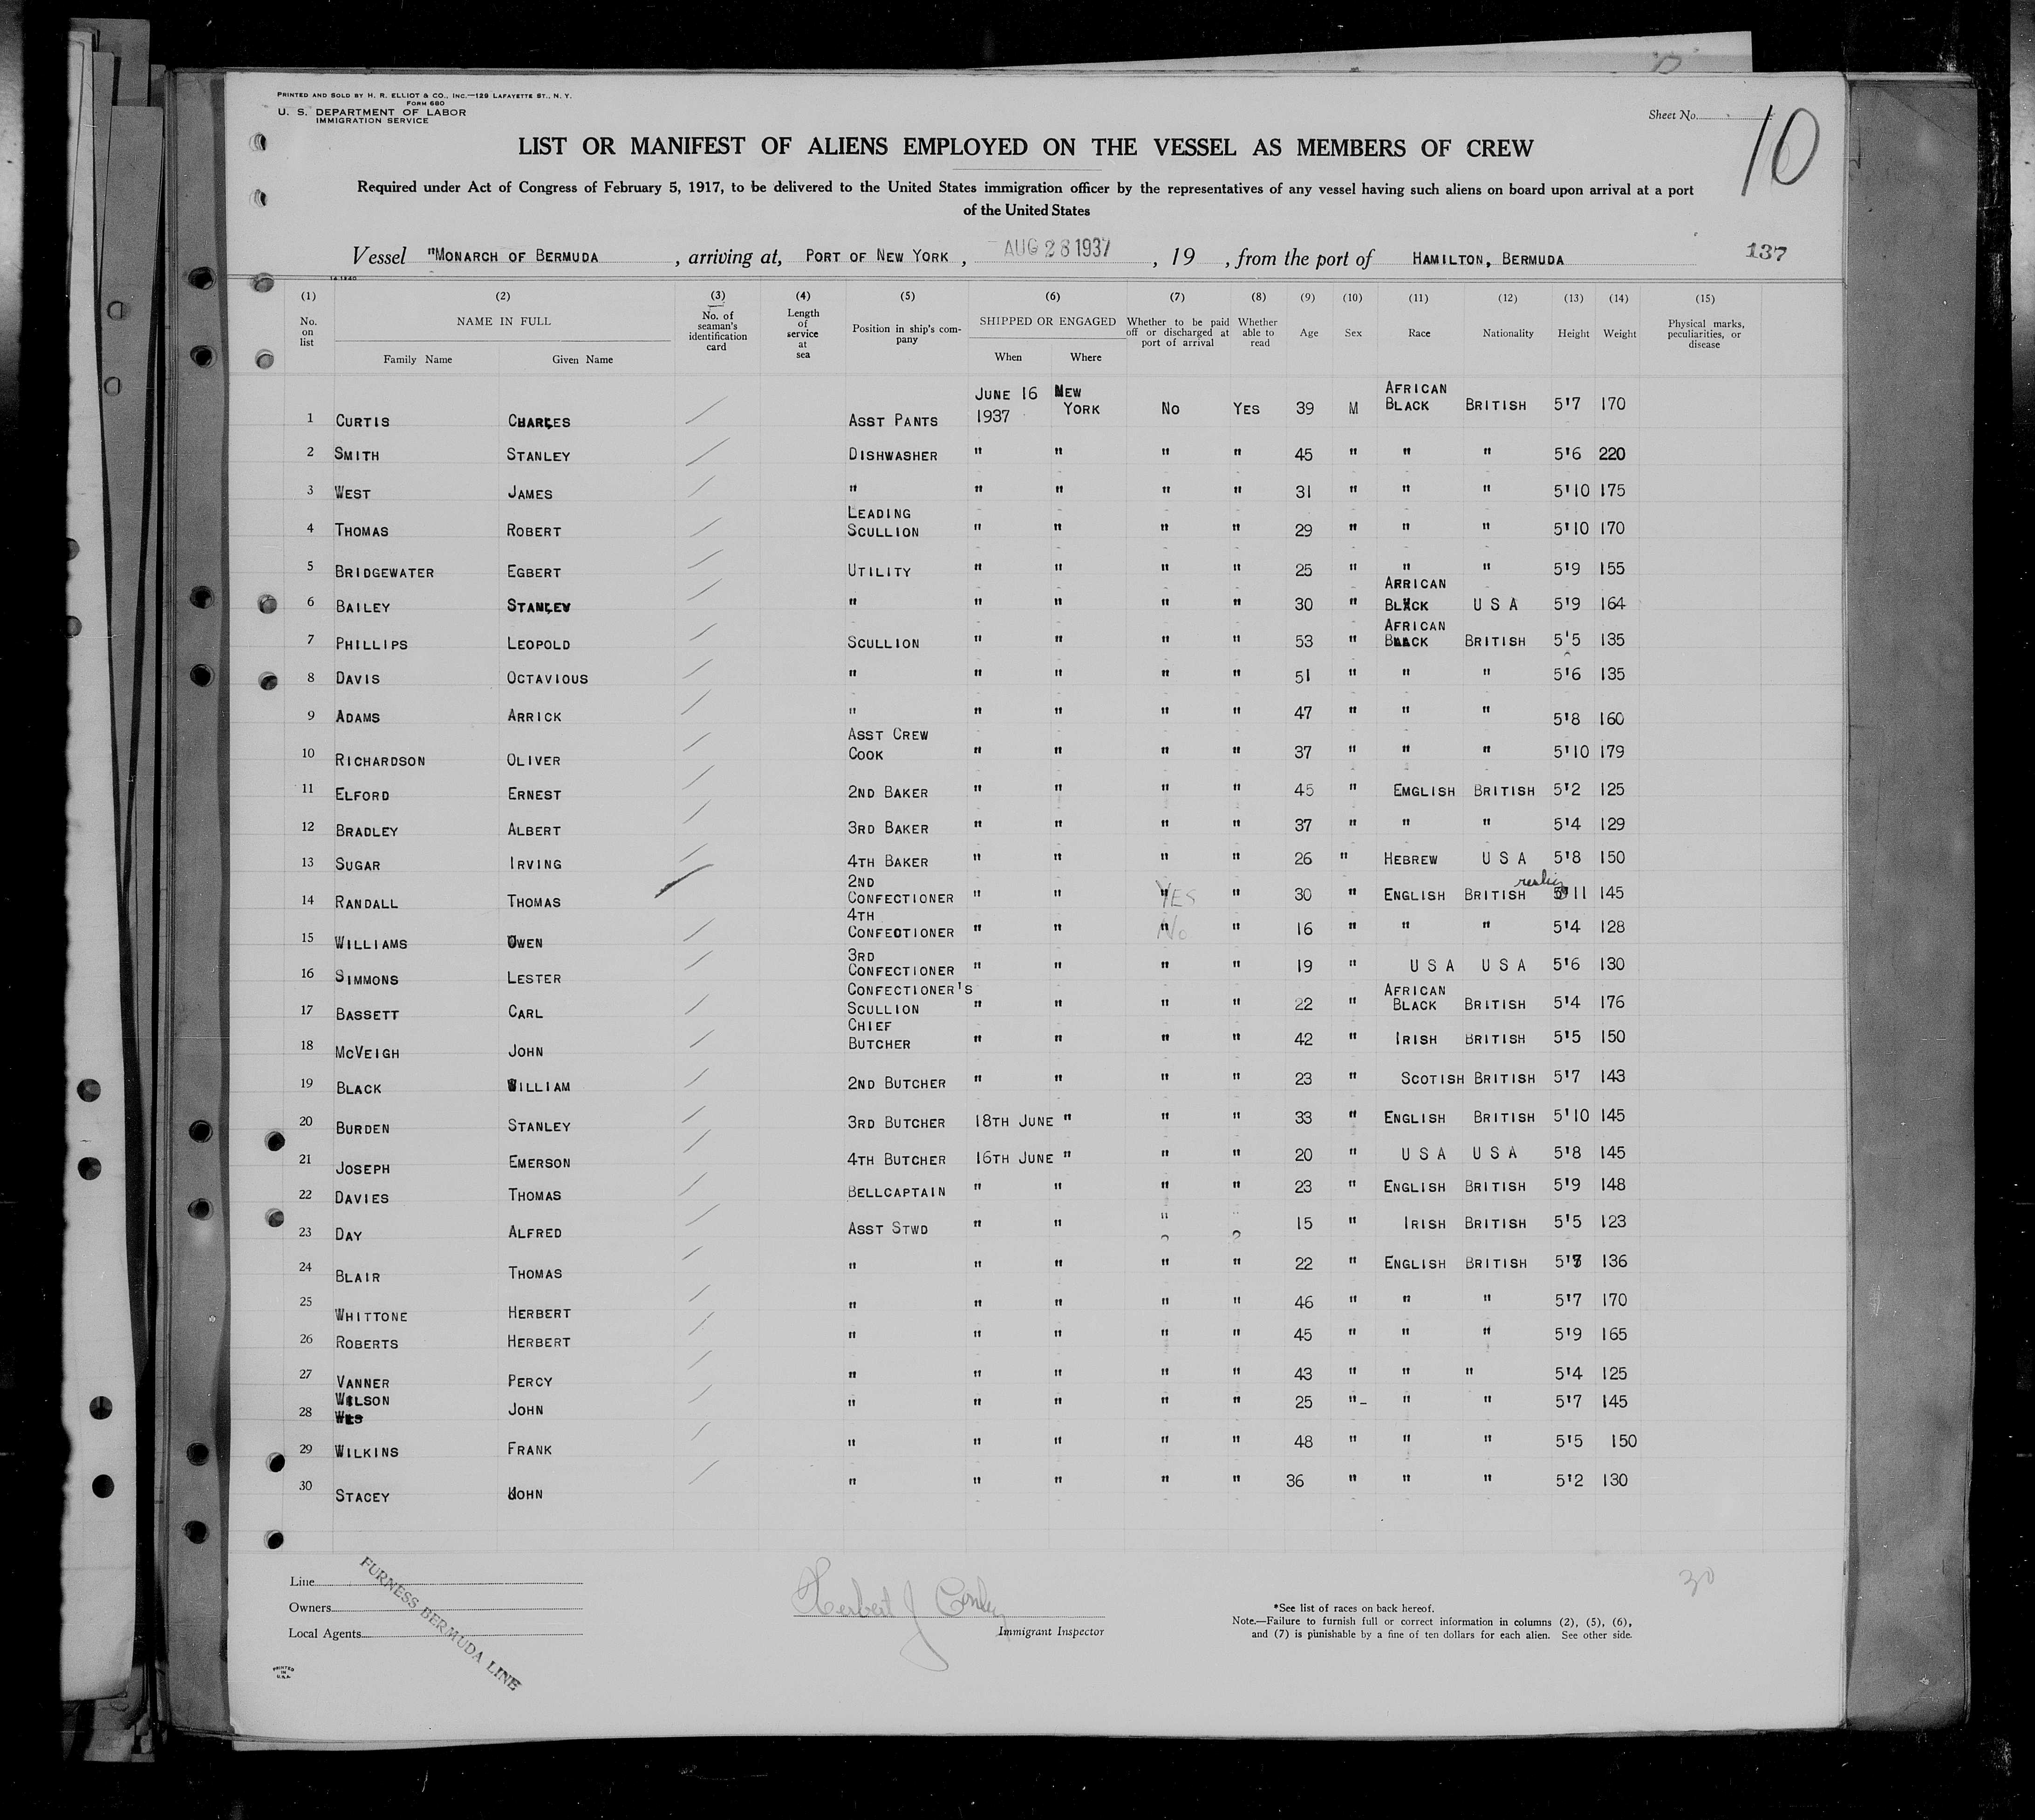 PRINTED AND SOLD BY H. R. ELLIOT & CO., INC.—129 LAFAYETTE ST., N. Y.
FORM 680
U. S. DEPARTMENT OF LABOR
IMMIGRATION SERVICE
Sheet No. 10
LIST OR MANIFEST OF ALIENS EMPLOYED ON THE VESSEL AS MEMBERS OF CREW
Required under Act of Congress of February 5, 1917, to be delivered to the United States immigration officer by the representatives of any vessel having such aliens on board upon arrival at a port
of the United States
Vessel "MONARCH OF BERMUDA, arriving at, PORT OF NEW YORK, AUG 28 1937, 19 , from the port of HAMILTON, BERMUDA 137
(1) (2) (3) (4) (5) (6) (7) (8) (9) (10) (11) (12) (13) (14) (15)
No. on list NAME IN FULL Family Name Given Name No. of seaman's identification card Length of service at sea Position in ship's company SHIPPED OR ENGAGED When Where Whether to be paid off or discharged at port of arrival Whether able to read Age Sex Race Nationality Height Weight Physical marks, peculiarities, or disease
1 CURTIS CHARLES ASST PANTS JUNE 16 1937 NEW YORK NO YES 39 M AFRICAN BLACK BRITISH 5'7 170
2 SMITH STANLEY DISHWASHER " " " " 45 " " " 5'6 220
3 WEST JAMES " " " " " 31 " " " 5'10 175
4 THOMAS ROBERT LEADING SCULLION " " " " 29 " " " 5'10 170
5 BRIDGEWATER EGBERT UTILITY " " " " 25 " " " 5'9 155
6 BAILEY STANLEY " " " " " 30 " AFRICAN BLACK U S A 5'9 164
7 PHILLIPS LEOPOLD SCULLION " " " " 53 " AFRICAN BLACK BRITISH 5'5 135
8 DAVIS OCTAVIOUS " " " " " 51 " " " 5'6 135
9 ADAMS ARRICK " " " " " 47 " " " 5'8 160
10 RICHARDSON OLIVER ASST CREW COOK " " " " 37 " " " 5'10 179
11 ELFORD ERNEST 2ND BAKER " " " " 45 " EMGLISH BRITISH 5'2 125
12 BRADLEY ALBERT 3RD BAKER " " " " 37 " " " 5'4 129
13 SUGAR IRVING 4TH BAKER " " " " 26 " HEBREW U S A 5'8 150
14 RANDALL THOMAS 2ND CONFECTIONER " " " YES " 30 " ENGLISH BRITISH 5'11 145
15 WILLIAMS OWEN 4TH CONFEOTIONER " " " No " 16 " " " 5'4 128
16 SIMMONS LESTER 3RD CONFECTIONER " " " " 19 " U S A U S A 5'6 130
17 BASSETT CARL CONFECTIONER'S SCULLION " " " " 22 " AFRICAN BLACK BRITISH 5'4 176
18 MCVEIGH JOHN CHIEF BUTCHER " " " " 42 " IRISH BRITISH 5'5 150
19 BLACK WILLIAM 2ND BUTCHER " " " " 23 " SCOTISH BRITISH 5'7 143
20 BURDEN STANLEY 3RD BUTCHER 18TH JUNE " " " 33 " ENGLISH BRITISH 5'10 145
21 JOSEPH EMERSON 4TH BUTCHER 16TH JUNE " " " 20 " U S A U S A 5'8 145
22 DAVIES THOMAS BELLCAPTAIN " " " " 23 " ENGLISH BRITISH 5'9 148
23 DAY ALFRED ASST STWD " " " " 15 " IRISH BRITISH 5'5 123
24 BLAIR THOMAS " " " " " 22 " ENGLISH BRITISH 136
25 WHITTONE HERBERT " " " " " 46 " " " 5'7 170
26 ROBERTS HERBERT " " " " " 45 " " " 5'9 165
27 VANNER PERCY " " " " " 43 " " " 5'4 125
28 WILSON JOHN " " " " " 25 " " " 5'7 145
29 WILKINS FRANK " " " " " 48 " " " 5'5 150
30 STACEY JOHN " " " " " 36 " " " 5'2 130
Line
Owners
Local Agents
FURNESS BERMUDA LINE
Herbert J
Immigrant Inspector
30
*See list of races on back hereof.
Note.—Failure to furnish full or correct information in columns (2), (5), (6),
and (7) is punishable by a fine of ten dollars for each alien. See other side.
PRINTED
IN
U.S.A.